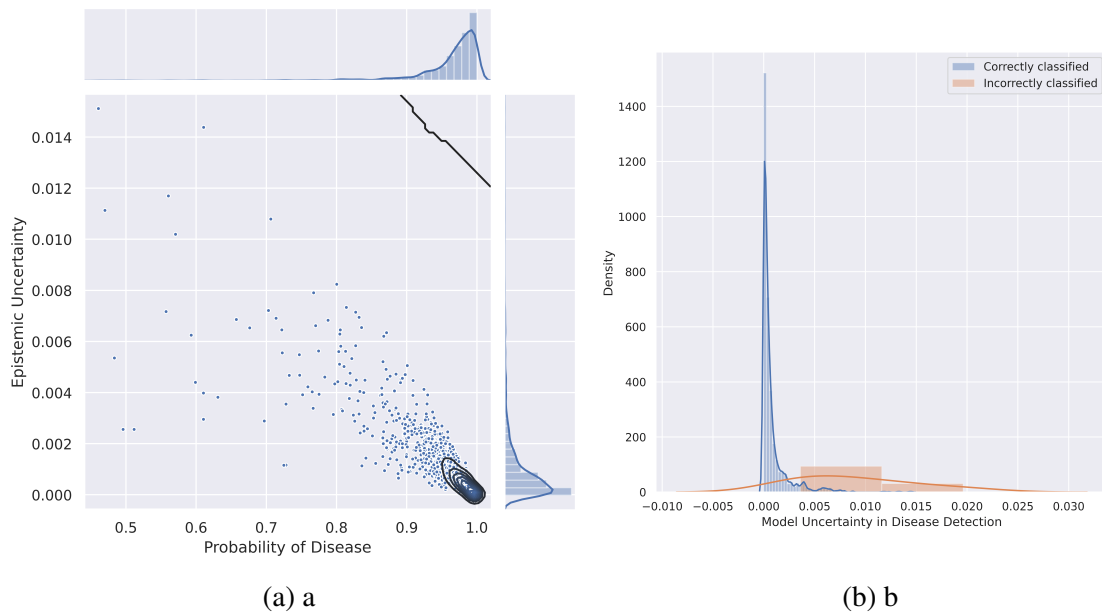 0.014
0.012
0.010
0.008
0.006
0.004
0.002
0.000
Epistemic Uncertainty
0.5 0.6 0.7 0.8 0.9 1.0
Probability of Disease
(a) a
Correctly classified
Incorrectly classified
1400
1200
1000
800
600
400
200
0
Density
−0.010 −0.005 0.000 0.005 0.010 0.015 0.020 0.025 0.030
Model Uncertainty in Disease Detection
(b) b